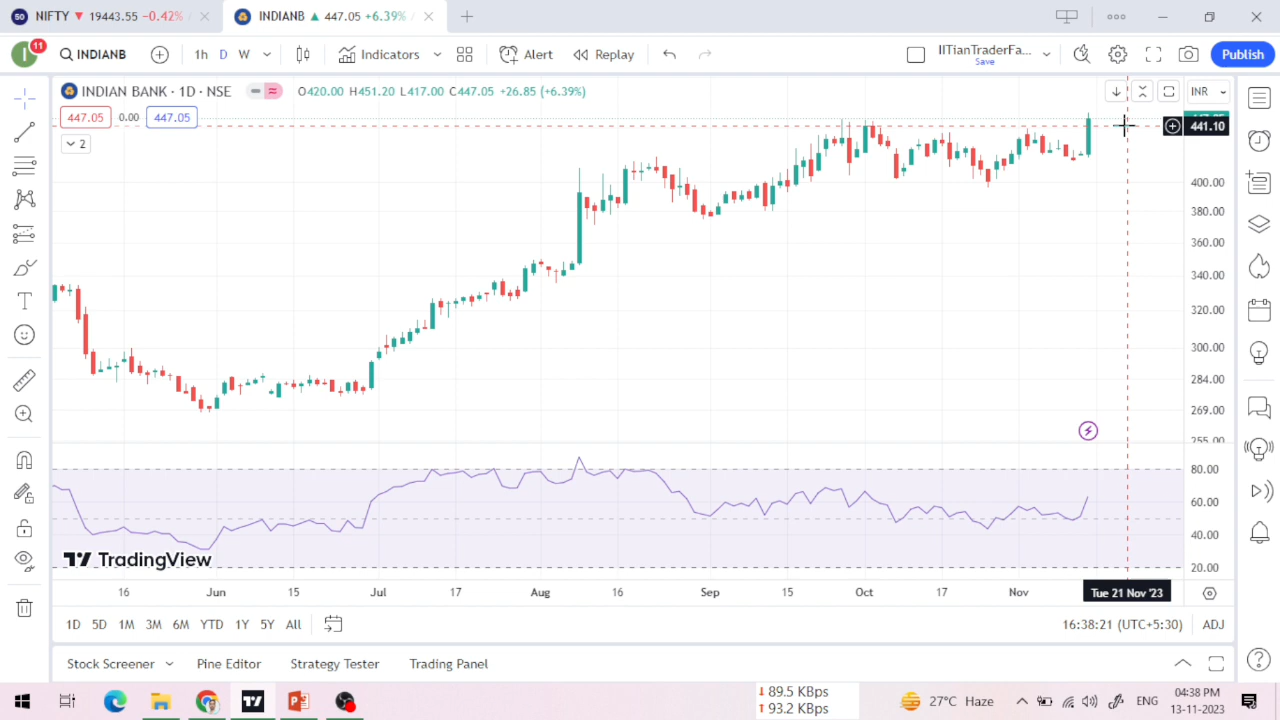 50 NIFTY ▼ 19443.55 −0.42% /
INDIANB ▲ 447.05 +6.39% /
I 11 INDIANB 1h D W Indicators Alert Replay IITianTraderFa... Save Publish
INDIAN BANK · 1D · NSE O420.00 H451.20 L417.00 C447.05 +26.85 (+6.39%) INR
447.05 0.00 447.05
2
441.10
400.00
380.00
360.00
340.00
320.00
300.00
284.00
269.00
255.00
80.00
60.00
40.00
20.00
TradingView
16 Jun 15 Jul 17 Aug 16 Sep 15 Oct 17 Nov Tue 21 Nov '23
1D 5D 1M 3M 6M YTD 1Y 5Y All 16:38:21 (UTC+5:30) ADJ
Stock Screener Pine Editor Strategy Tester Trading Panel
89.5 KBps
93.2 KBps
27°C Haze ENG 04:38 PM
13-11-2023